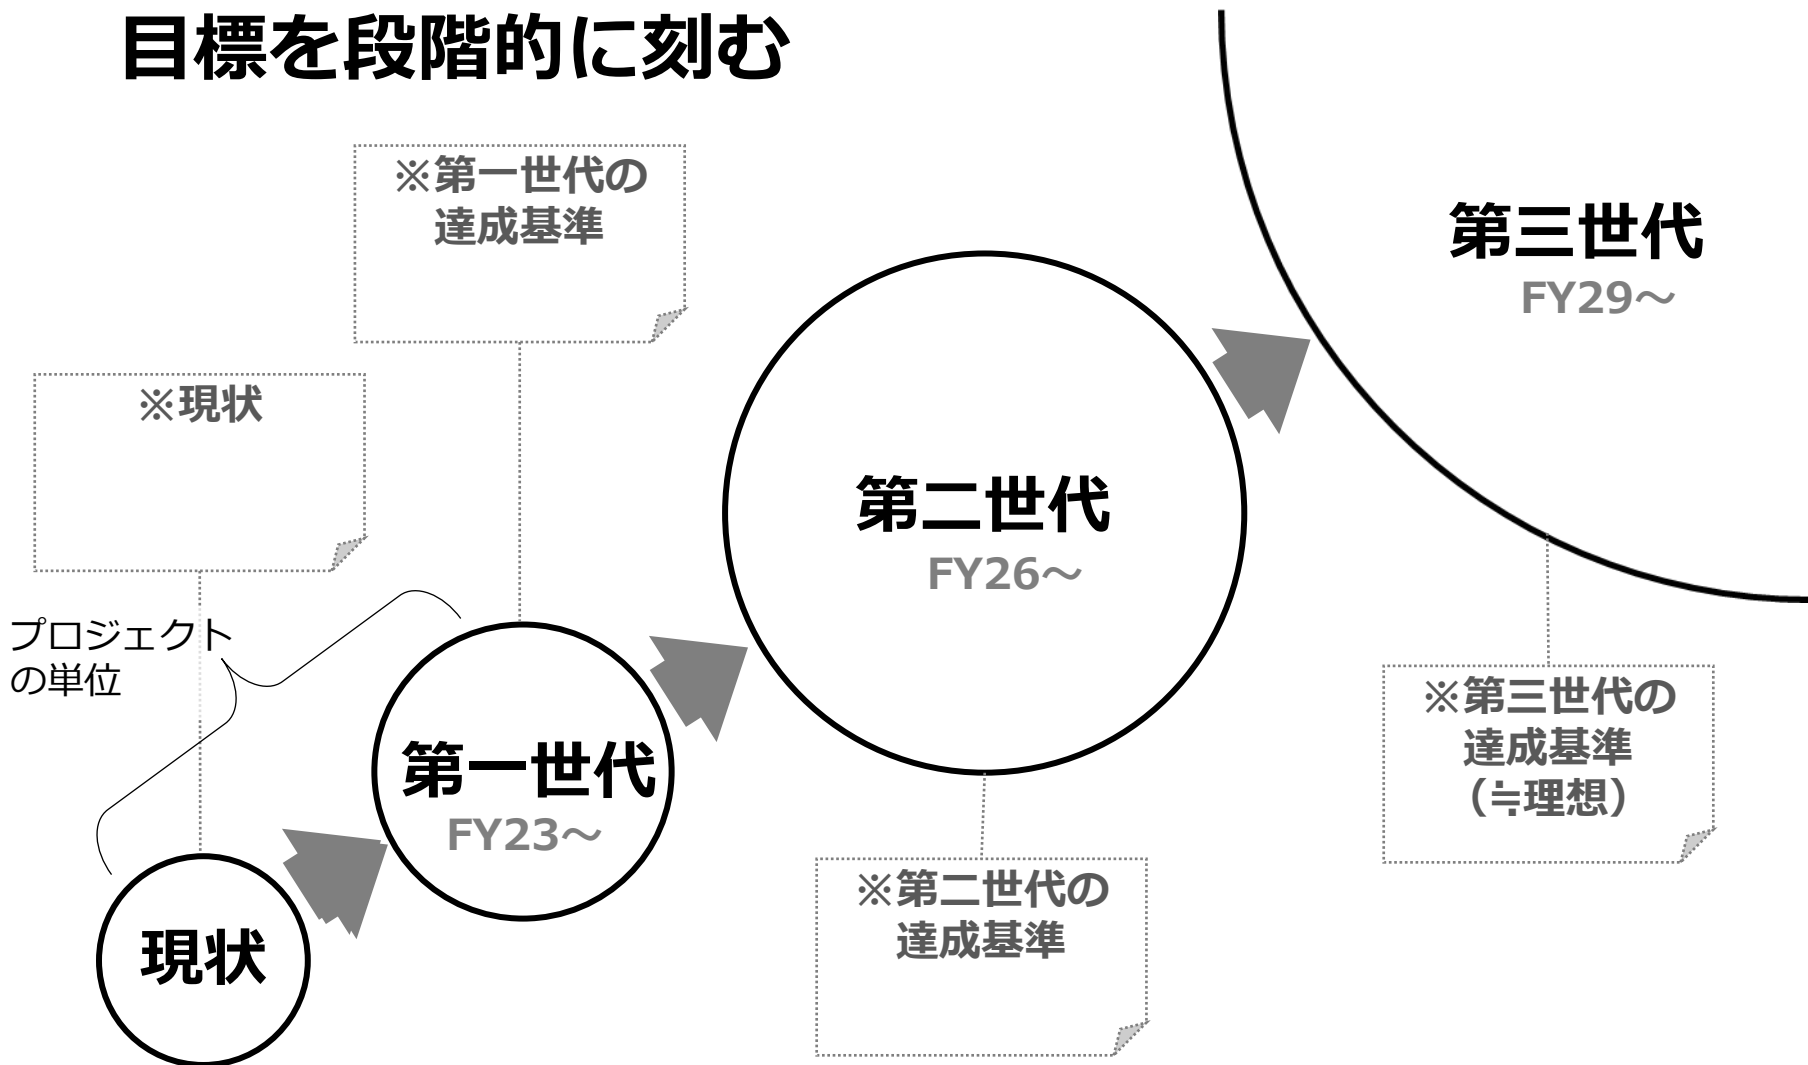 目標を段階的に刻む
※第一世代の
達成基準
第三世代
FY29～
※現状
第二世代
FY26～
プロジェクト
の単位
※第三世代の
達成基準
（≒理想）
第一世代
FY23～
※第二世代の
達成基準
現状